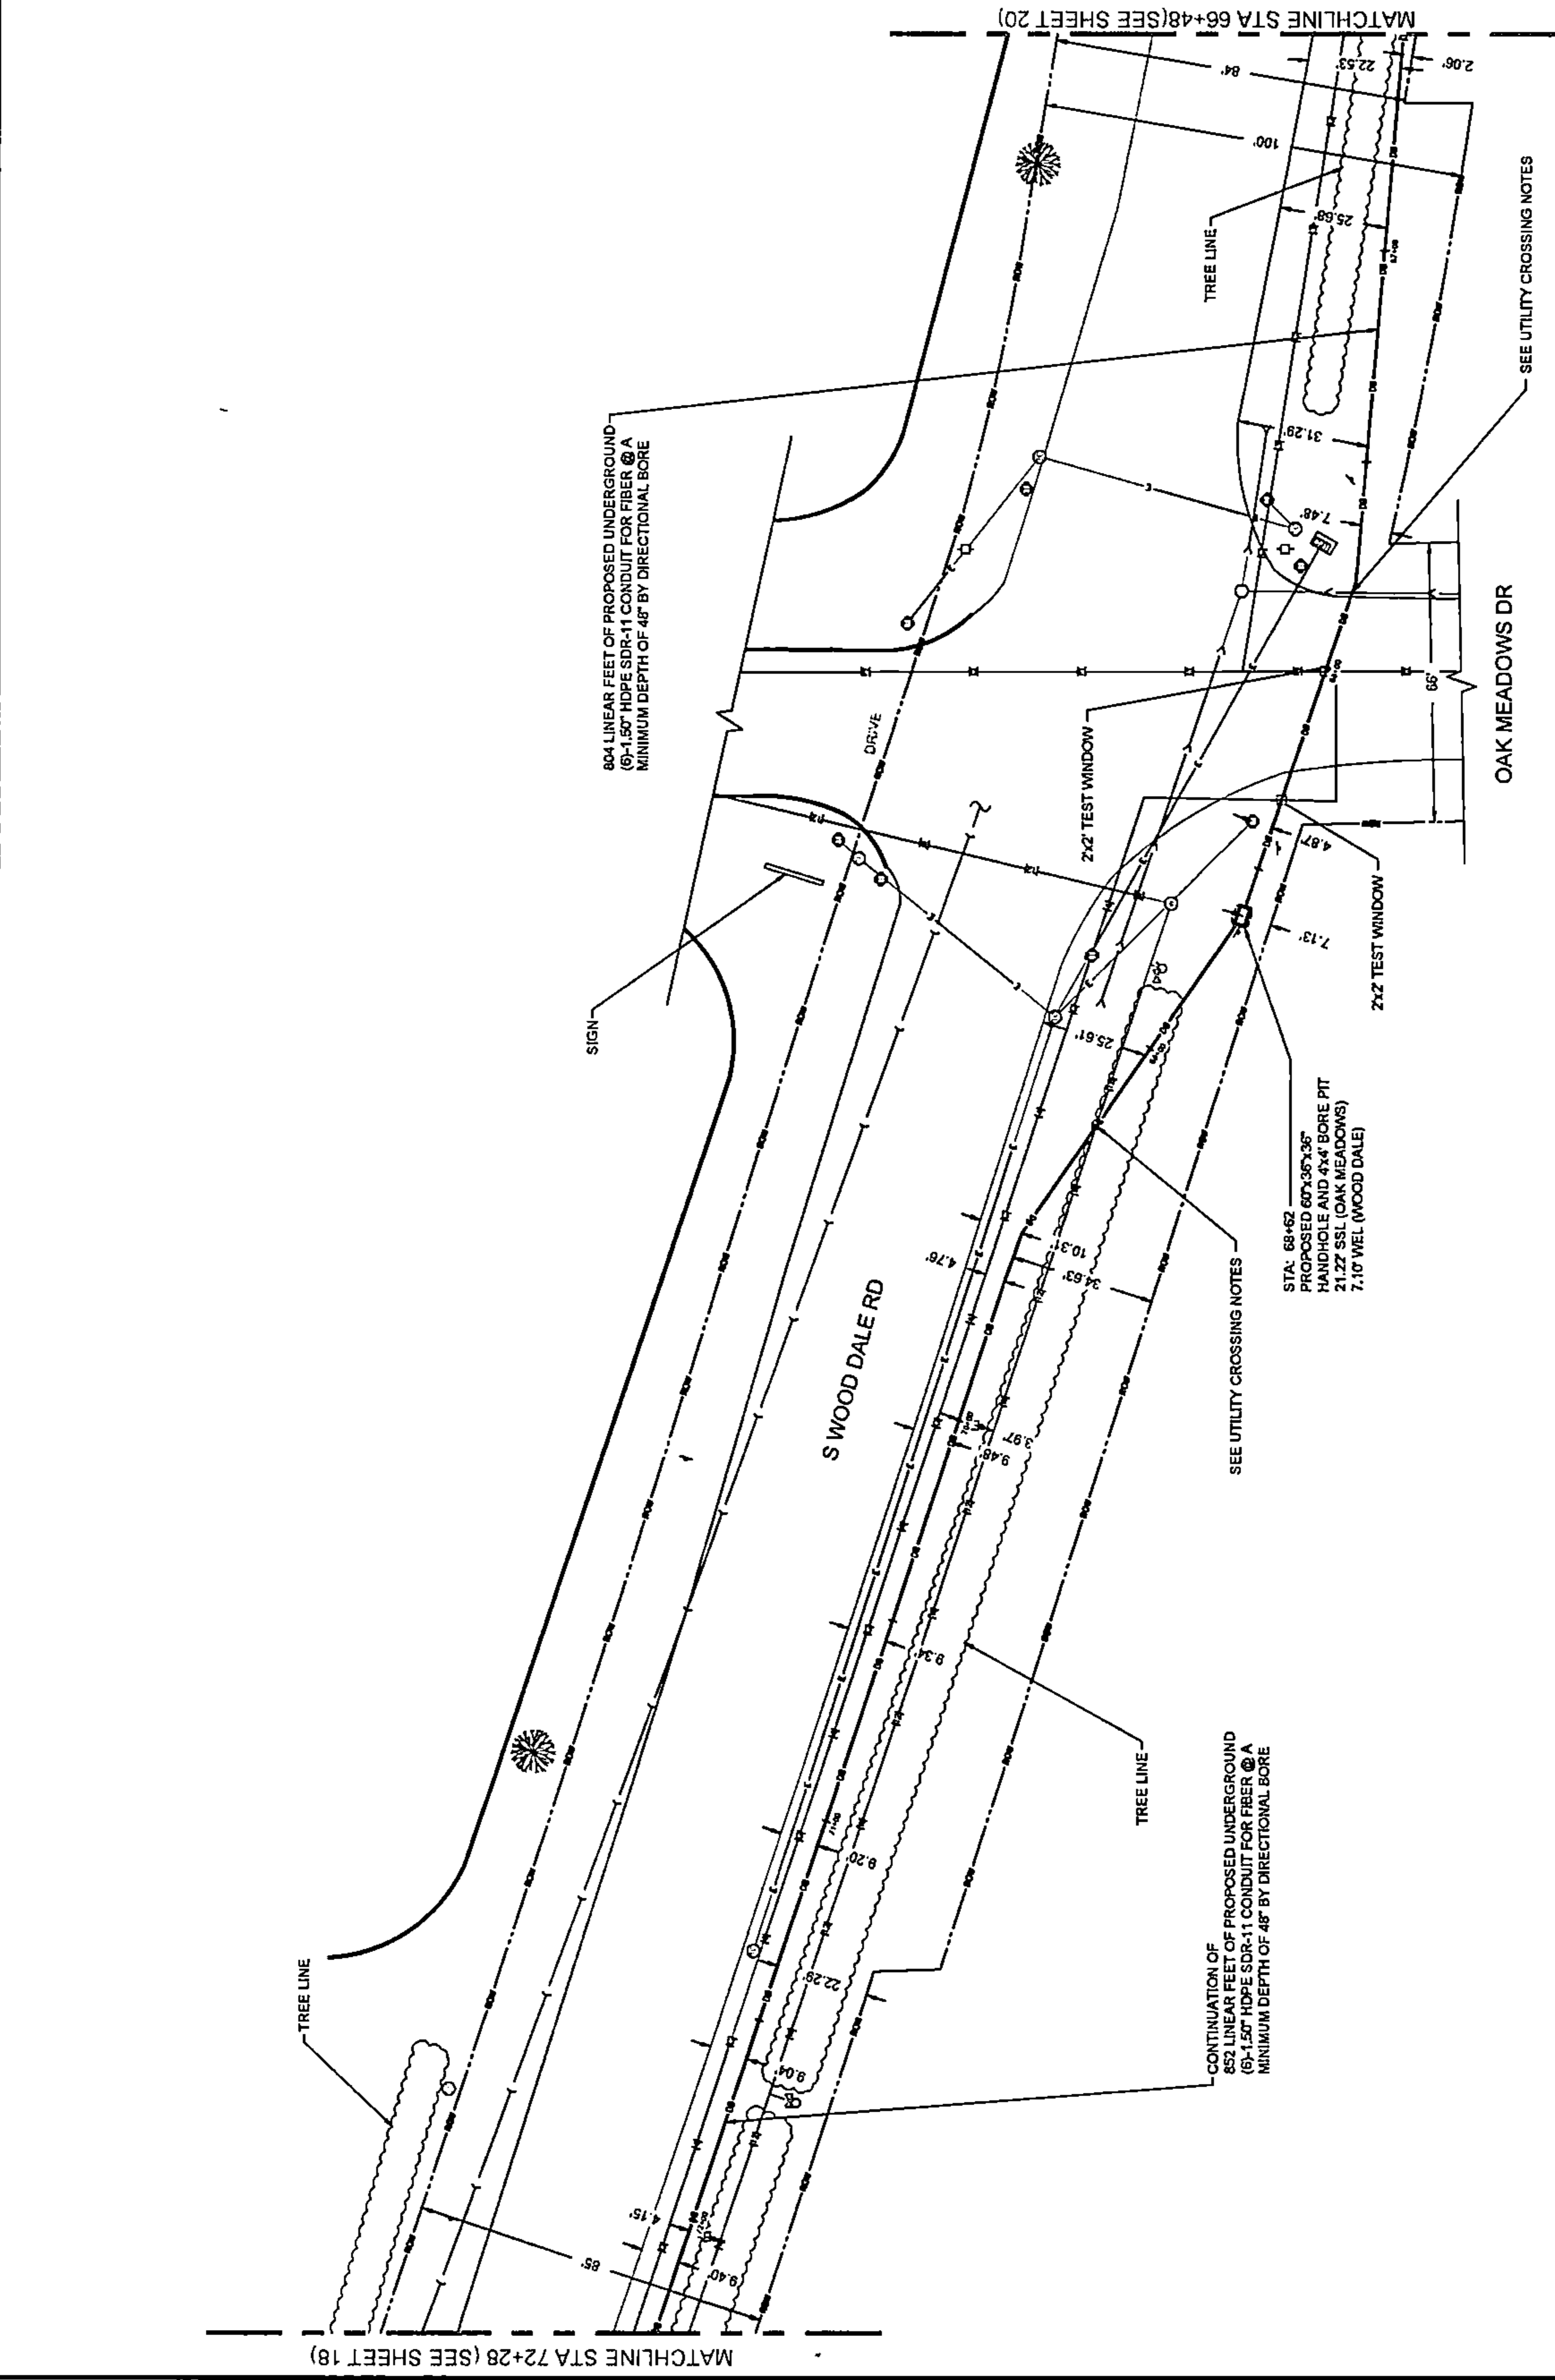 MATCHLINE STA 66+48(SEE SHEET 20)
84'
22.53'
2.06'
100'
25.68'
TREE LINE
SEE UTILITY CROSSING NOTES
804 LINEAR FEET OF PROPOSED UNDERGROUND
(6)-1.50" HDPE SDR-11 CONDUIT FOR FIBER @ A
MINIMUM DEPTH OF 48" BY DIRECTIONAL BORE
31.29'
7.48'
66'
OAK MEADOWS DR
DRIVE
2'x2' TEST WINDOW
4.87'
2'x2' TEST WINDOW
7.13'
SIGN
25.61'
STA: 68+62
PROPOSED 60"x36"x36"
HANDHOLE AND 4'x4' BORE PIT
21.22' SSL (OAK MEADOWS)
7.10' WEL (WOOD DALE)
4.76'
10.31'
34.63'
SEE UTILITY CROSSING NOTES
S WOOD DALE RD
3.97'
9.48'
9.34'
TREE LINE
9.20'
22.29'
TREE LINE
9.04'
CONTINUATION OF
852 LINEAR FEET OF PROPOSED UNDERGROUND
(6)-1.50" HDPE SDR-11 CONDUIT FOR FIBER @ A
MINIMUM DEPTH OF 48" BY DIRECTIONAL BORE
4.15'
85'
9.40'
MATCHLINE STA 72+28 (SEE SHEET 18)